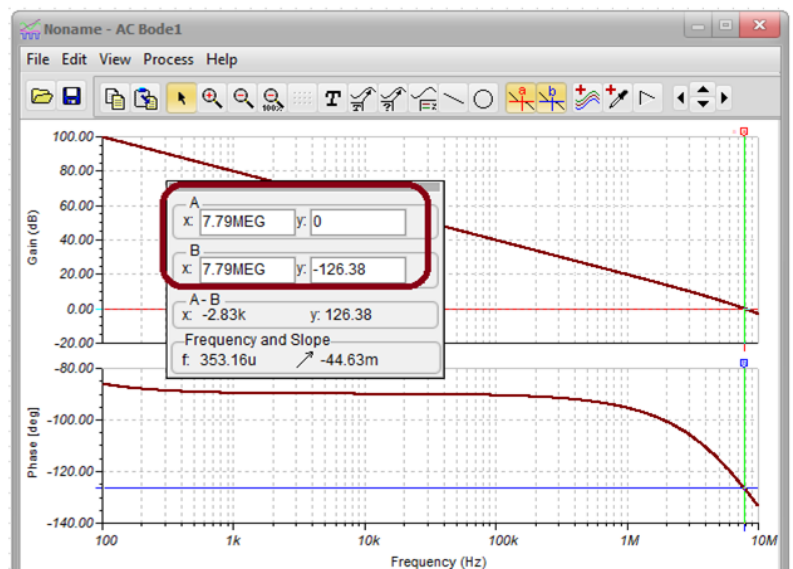 Noname - AC Bode1
File Edit View Process Help
100% T a b
a
100.00
80.00
60.00
40.00
20.00
0.00
-20.00
Gain (dB)
A
x: 7.79MEG y: 0
B
x: 7.79MEG y: -126.38
A - B
x: -2.83k y: 126.38
Frequency and Slope
f: 353.16u -44.63m
-80.00
-100.00
-120.00
-140.00
Phase [deg]
100 1k 10k 100k 1M 10M
Frequency (Hz)